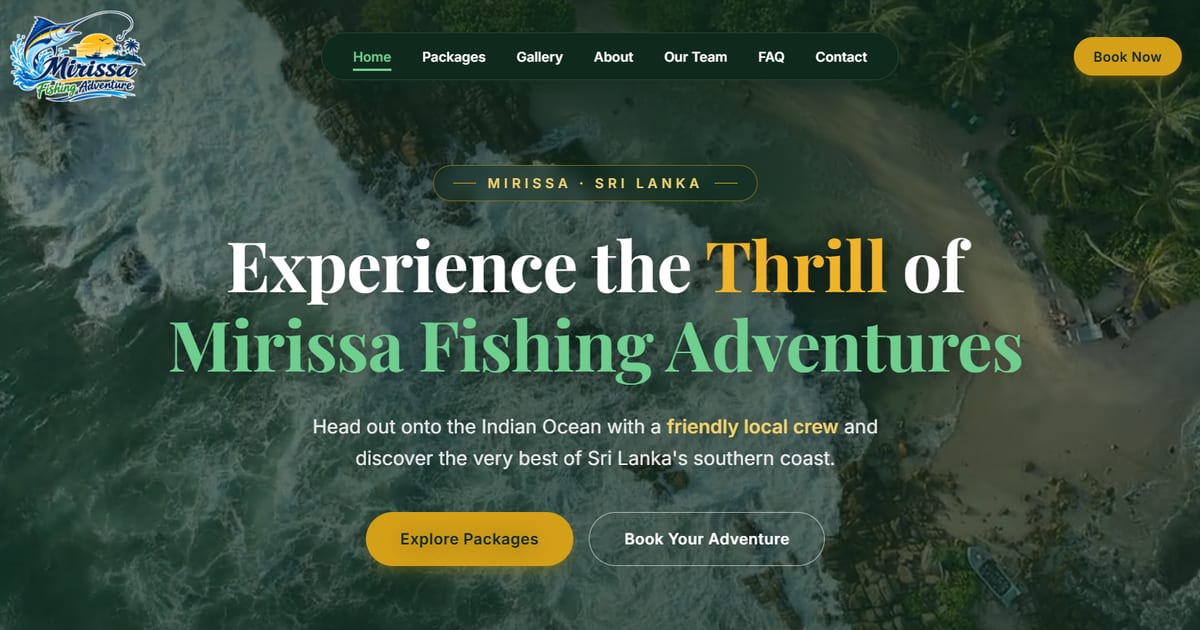 Mirissa
Fishing Adventure
Home Packages Gallery About Our Team FAQ Contact
Book Now
MIRISSA · SRI LANKA
Experience the Thrill of
Mirissa Fishing Adventures
Head out onto the Indian Ocean with a friendly local crew and
discover the very best of Sri Lanka's southern coast.
Explore Packages
Book Your Adventure